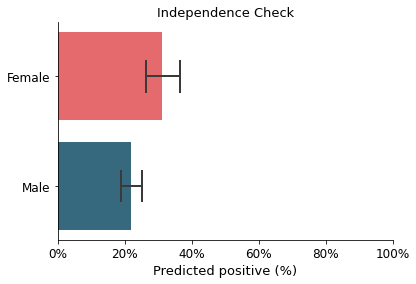 Independence Check
Female
Male
0% 20% 40% 60% 80% 100%
Predicted positive (%)